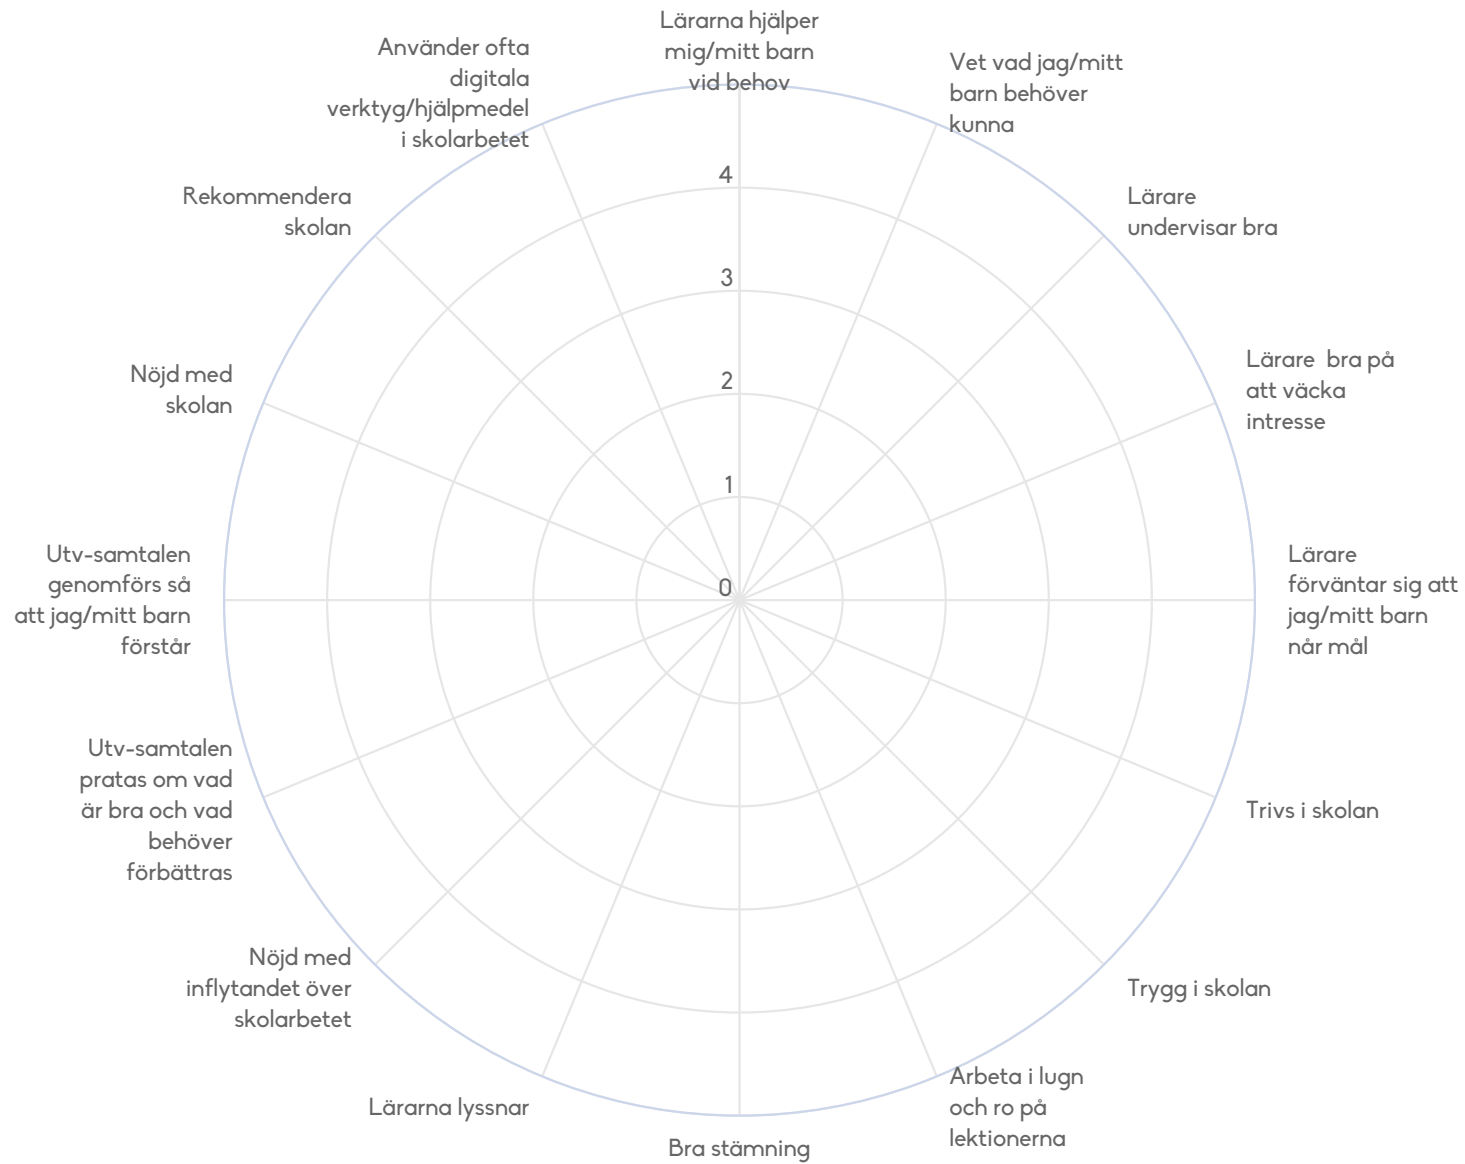 Lärarna hjälper
mig/mitt barn
vid behov
Vet vad jag/mitt
barn behöver
kunna
Lärare
undervisar bra
Lärare  bra på
att väcka
intresse
Lärare
förväntar sig att
jag/mitt barn
når mål
Trivs i skolan
Trygg i skolan
Arbeta i lugn
och ro på
lektionerna
Bra stämning
Lärarna lyssnar
Nöjd med
inflytandet över
skolarbetet
Utv-samtalen
pratas om vad
är bra och vad
behöver
förbättras
Utv-samtalen
genomförs så
att jag/mitt barn
förstår
Nöjd med
skolan
Rekommendera
skolan
Använder ofta
digitala
verktyg/hjälpmedel
i skolarbetet
4
3
2
1
0